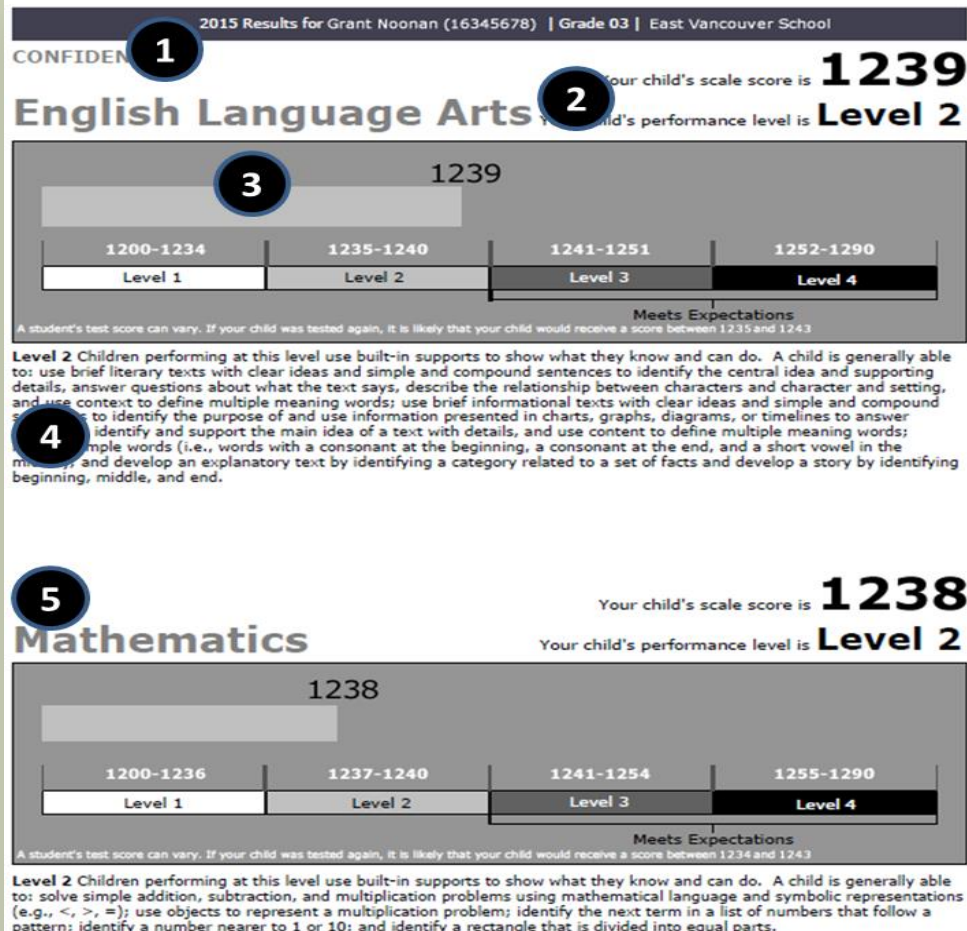 2015 Results for Grant Noonan (16345678) | Grade 03 | East Vancouver School
1
CONFIDEN
Your child's scale score is 1239
2
English Language Arts
child's performance level is Level 2
1239
3
1200-1234 1235-1240 1241-1251 1252-1290
Level 1 Level 2 Level 3 Level 4
Meets Expectations
A student's test score can vary. If your child was tested again, it is likely that your child would receive a score between 1235 and 1243
Level 2 Children performing at this level use built-in supports to show what they know and can do. A child is generally able
to: use brief literary texts with clear ideas and simple and compound sentences to identify the central idea and supporting
details, answer questions about what the text says, describe the relationship between characters and character and setting,
and use context to define multiple meaning words; use brief informational texts with clear ideas and simple and compound
to identify the purpose of and use information presented in charts, graphs, diagrams, or timelines to answer
4
identify and support the main idea of a text with details, and use content to define multiple meaning words;
words (i.e., words with a consonant at the beginning, a consonant at the end, and a short vowel in the
and develop an explanatory text by identifying a category related to a set of facts and develop a story by identifying
beginning, middle, and end.
5
Your child's scale score is 1238
Mathematics
Your child's performance level is Level 2
1238
1200-1236 1237-1240 1241-1254 1255-1290
Level 1 Level 2 Level 3 Level 4
Meets Expectations
A student's test score can vary. If your child was tested again, it is likely that your child would receive a score between 1234 and 1243
Level 2 Children performing at this level use built-in supports to show what they know and can do. A child is generally able
to: solve simple addition, subtraction, and multiplication problems using mathematical language and symbolic representations
(e.g., <, >, =); use objects to represent a multiplication problem; identify the next term in a list of numbers that follow a
pattern; identify a number nearer to 1 or 10; and identify a rectangle that is divided into equal parts.